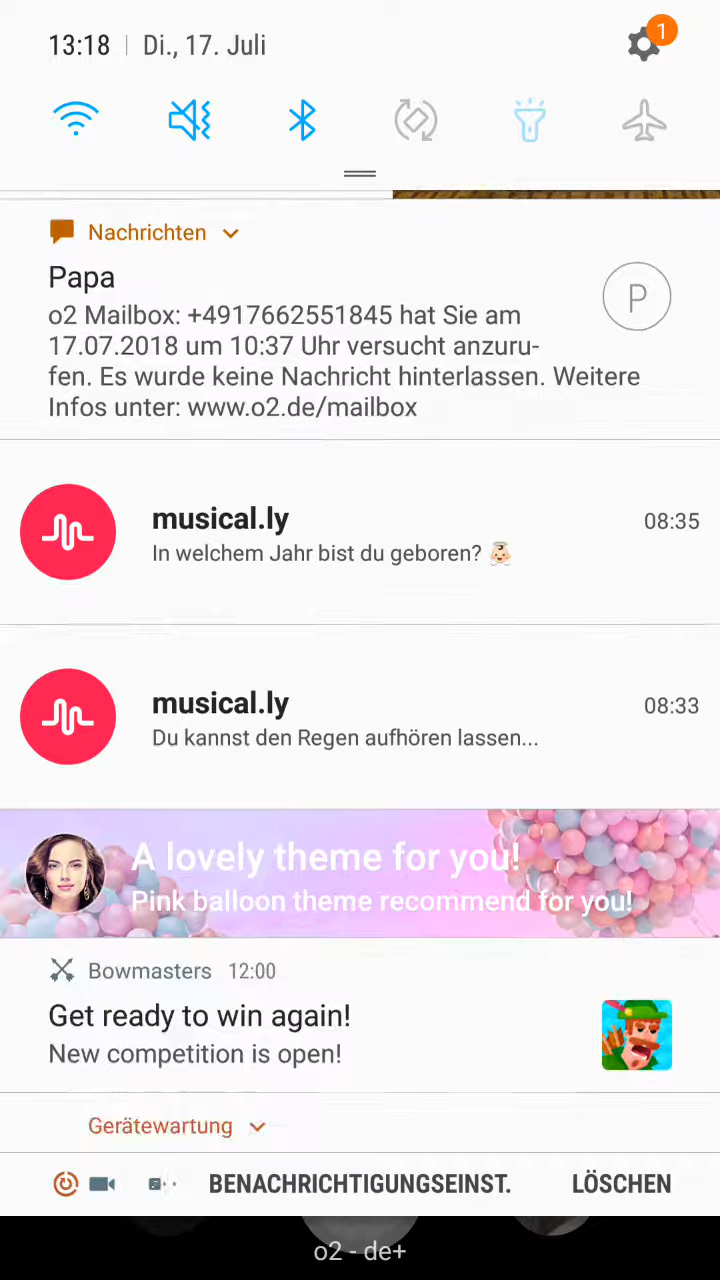 13:18 | Di., 17. Juli
1
Nachrichten
Papa
P
o2 Mailbox: +4917662551845 hat Sie am
17.07.2018 um 10:37 Uhr versucht anzuru-
fen. Es wurde keine Nachricht hinterlassen. Weitere
Infos unter: www.o2.de/mailbox
musical.ly 08:35
In welchem Jahr bist du geboren? 👼🏻
musical.ly 08:33
Du kannst den Regen aufhören lassen...
A lovely theme for you!
Pink balloon theme recommend for you!
Bowmasters 12:00
Get ready to win again!
New competition is open!
Gerätewartung
BENACHRICHTIGUNGSEINST. LÖSCHEN
o2 - de+